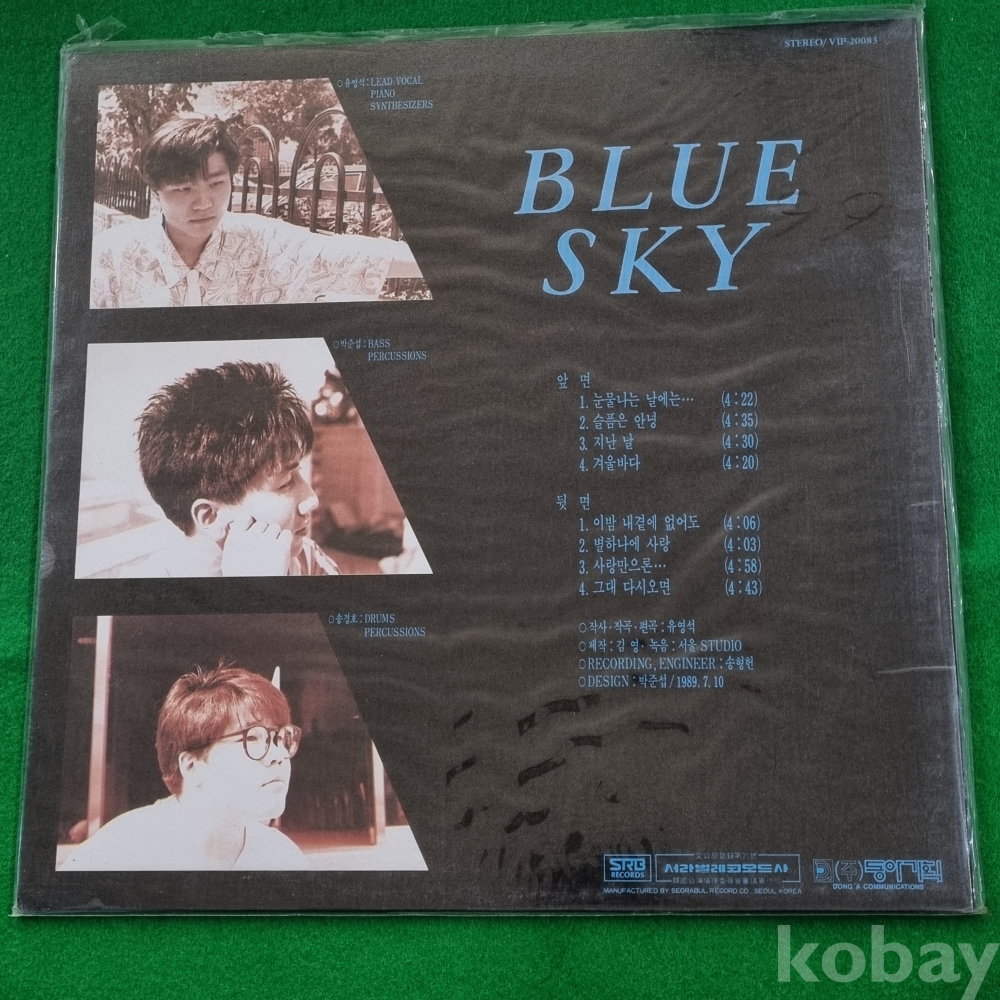 STEREO/ VIP-20083
○유영석:LEAD VOCAL
PIANO
SYNTHESIZERS
BLUE
SKY
○박준섭:BASS
PERCUSSIONS
앞 면
1. 눈물나는 날에는… (4:22)
2. 슬픔은 안녕 (4:35)
3. 지난 날 (4:30)
4. 겨울바다 (4:20)
뒷 면
1. 이밤 내곁에 없어도 (4:06)
2. 별하나에 사랑 (4:03)
3. 사랑만으론… (4:58)
4. 그대 다시오면 (4:43)
○송경호:DRUMS
PERCUSSIONS
○작사·작곡·편곡:유영석
○제작:김 영·녹음:서울 STUDIO
○RECORDING, ENGINEER:송형헌
○DESIGN:박준섭/1989. 7. 10
SRB
RECORDS
서라벌레코오드사
MANUFACTURED BY SEORABUL RECORD CO., SEOUL KOREA
(주)동아기획
DONG A COMMUNICATIONS
kobay